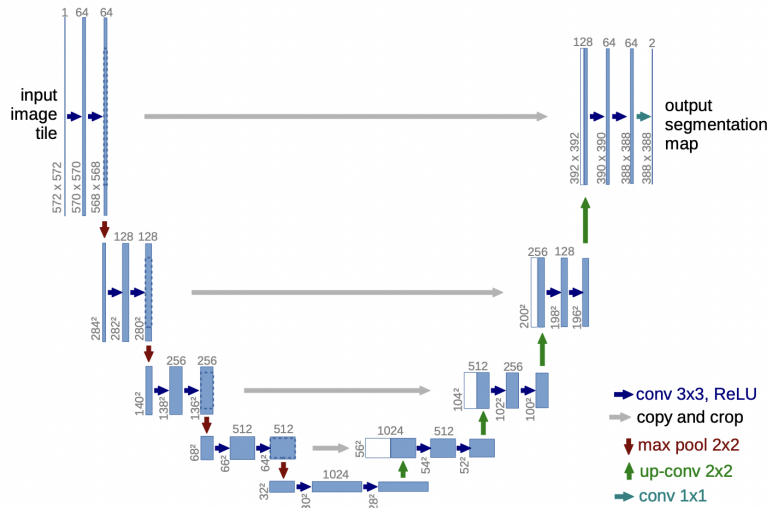 1 64 64
128 64 64 2
input
image
tile
output
segmentation
map
572 x 572
570 x 570
568 x 568
392 x 392
390 x 390
388 x 388
388 x 388
128 128
256 128
284²
282²
280²
200²
198²
196²
256 256
512 256
140²
138²
136²
104²
102²
100²
512 512
1024 512
68²
66²
64²
56²
54²
52²
1024
32²
conv 3x3, ReLU
copy and crop
max pool 2x2
up-conv 2x2
conv 1x1